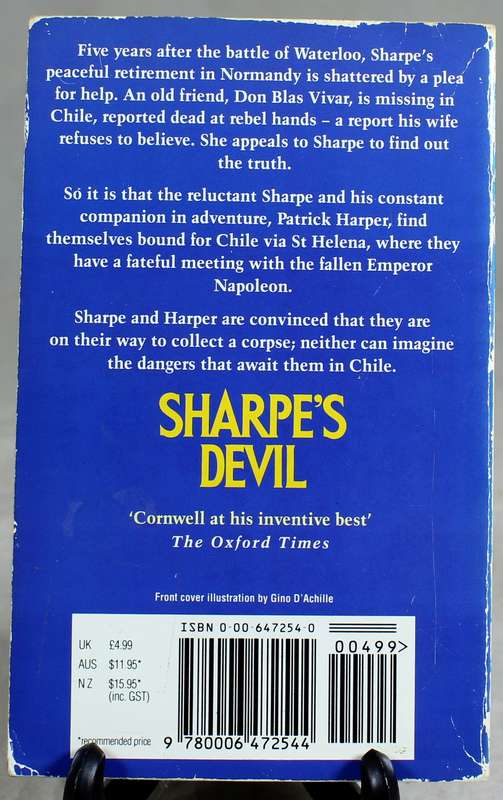 Five years after the battle of Waterloo, Sharpe's
peaceful retirement in Normandy is shattered by a plea
for help. An old friend, Don Blas Vivar, is missing in
Chile, reported dead at rebel hands – a report his wife
refuses to believe. She appeals to Sharpe to find out
the truth.
So it is that the reluctant Sharpe and his constant
companion in adventure, Patrick Harper, find
themselves bound for Chile via St Helena, where they
have a fateful meeting with the fallen Emperor
Napoleon.
Sharpe and Harper are convinced that they are
on their way to collect a corpse; neither can imagine
the dangers that await them in Chile.
SHARPE'S
DEVIL
'Cornwell at his inventive best'
The Oxford Times
Front cover illustration by Gino D'Achille
ISBN 0-00-647254-0
00499>
UK £4.99
AUS $11.95*
NZ $15.95*
(inc. GST)
*recommended price
9 780006 472544